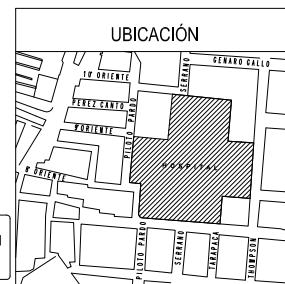 UBICACIÓN
GENARO GALLO
SERRANO
10 ORIENTE
PEREZ CANTO
9 ORIENTE
PILOTO PARDO
8 ORIENTE
HOSPITAL
PILOTO PARDO
SERRANO
TARAPACA
THOMPSON